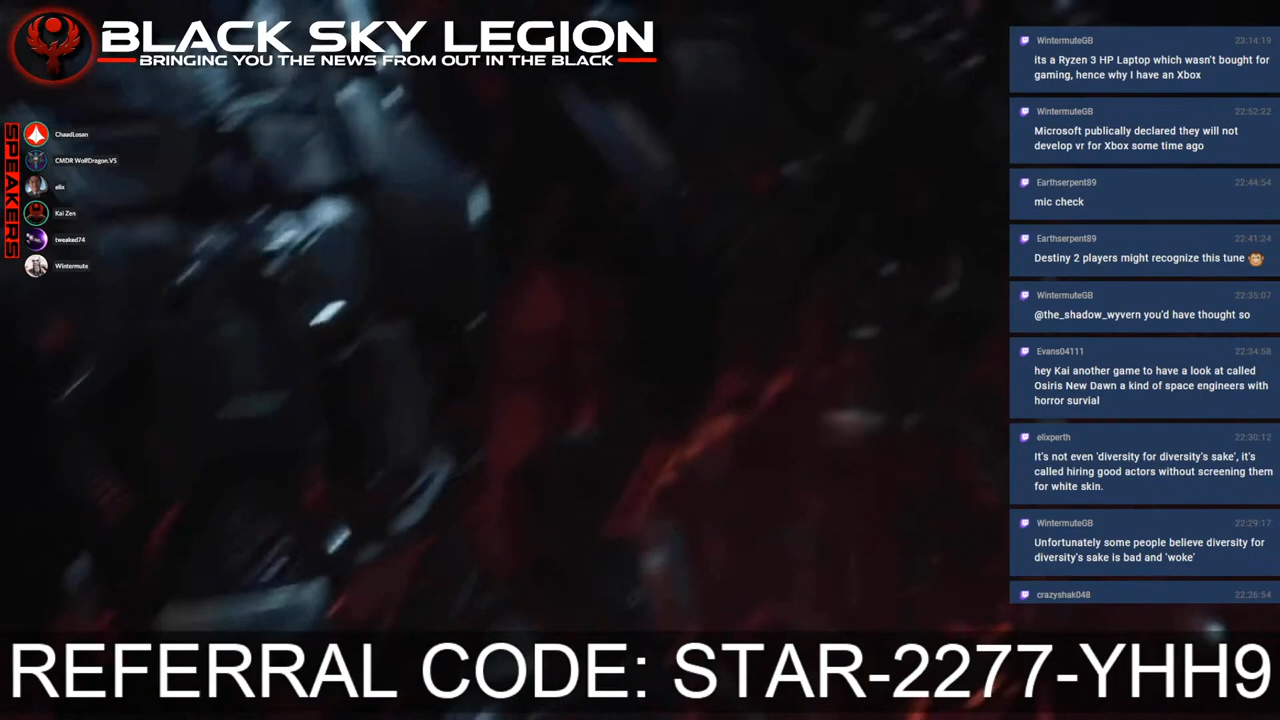 BLACK SKY LEGION
BRINGING YOU THE NEWS FROM OUT IN THE BLACK
SPEAKERS
ChaadLosan
CMDR WolfDragon.VS
elix
Kai Zen
tweaked74
Wintermute
WintermuteGB 23:14:19
its a Ryzen 3 HP Laptop which wasn't bought for
gaming, hence why I have an Xbox
WintermuteGB 22:52:22
Microsoft publically declared they will not
develop vr for Xbox some time ago
Earthserpent89 22:44:54
mic check
Earthserpent89 22:41:24
Destiny 2 players might recognize this tune
WintermuteGB 22:35:07
@the_shadow_wyvern you'd have thought so
Evans04111 22:34:58
hey Kai another game to have a look at called
Osiris New Dawn a kind of space engineers with
horror survial
elixperth 22:30:12
It's not even 'diversity for diversity's sake', it's
called hiring good actors without screening them
for white skin.
WintermuteGB 22:29:17
Unfortunately some people believe diversity for
diversity's sake is bad and 'woke'
crazyshak048 22:26:54
REFERRAL CODE: STAR-2277-YHH9